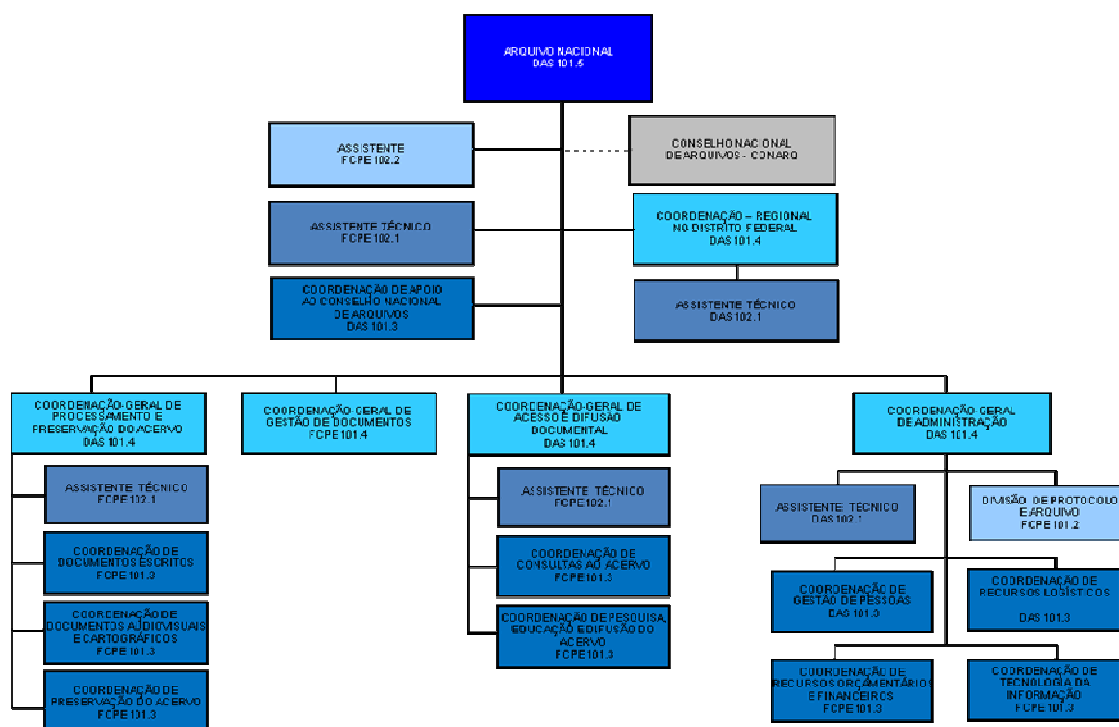 ARQUIVO NACIONAL
DAS 101.5
ASSISTENTE
FCPE 102.2
CONSELHO NACIONAL
DE ARQUIVOS - CONARQ
ASSISTENTE TÉCNICO
FCPE 102.1
COORDENAÇÃO – REGIONAL
NO DISTRITO FEDERAL
DAS 101.4
COORDENAÇÃO DE APOIO
AO CONSELHO NACIONAL
DE ARQUIVOS
DAS 101.3
ASSISTENTE TÉCNICO
DAS 102.1
COORDENAÇÃO-GERAL DE
PROCESSAMENTO E
PRESERVAÇÃO DO ACERVO
DAS 101.4
COORDENAÇÃO-GERAL DE
GESTÃO DE DOCUMENTOS
FCPE 101.4
COORDENAÇÃO-GERAL DE
ACESSO E DIFUSÃO
DOCUMENTAL
DAS 101.4
COORDENAÇÃO-GERAL
DE ADMINISTRAÇÃO
DAS 101.4
ASSISTENTE TÉCNICO
FCPE 102.1
COORDENAÇÃO DE
DOCUMENTOS ESCRITOS
FCPE 101.3
COORDENAÇÃO DE
DOCUMENTOS AUDIOVISUAIS
E CARTOGRÁFICOS
FCPE 101.3
COORDENAÇÃO DE
PRESERVAÇÃO DO ACERVO
FCPE 101.3
ASSISTENTE TÉCNICO
FCPE 102.1
COORDENAÇÃO DE
CONSULTAS AO ACERVO
FCPE 101.3
COORDENAÇÃO DE PESQUISA,
EDUCAÇÃO E DIFUSÃO DO
ACERVO
FCPE 101.3
ASSISTENTE TÉCNICO
DAS 102.1
DIVISÃO DE PROTOCOLO
E ARQUIVO
FCPE 101.2
COORDENAÇÃO DE
GESTÃO DE PESSOAS
DAS 101.3
COORDENAÇÃO DE
RECURSOS LOGÍSTICOS
DAS 101.3
COORDENAÇÃO DE
RECURSOS ORÇAMENTÁRIOS
E FINANCEIROS
FCPE 101.3
COORDENAÇÃO DE
TECNOLOGIA DA
INFORMAÇÃO
FCPE 101.3